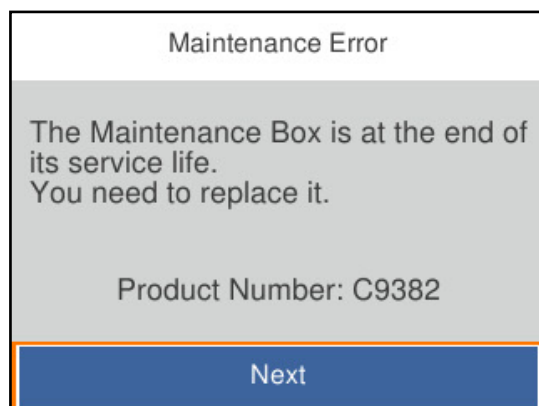 Maintenance Error
The Maintenance Box is at the end of
its service life.
You need to replace it.
Product Number: C9382
Next